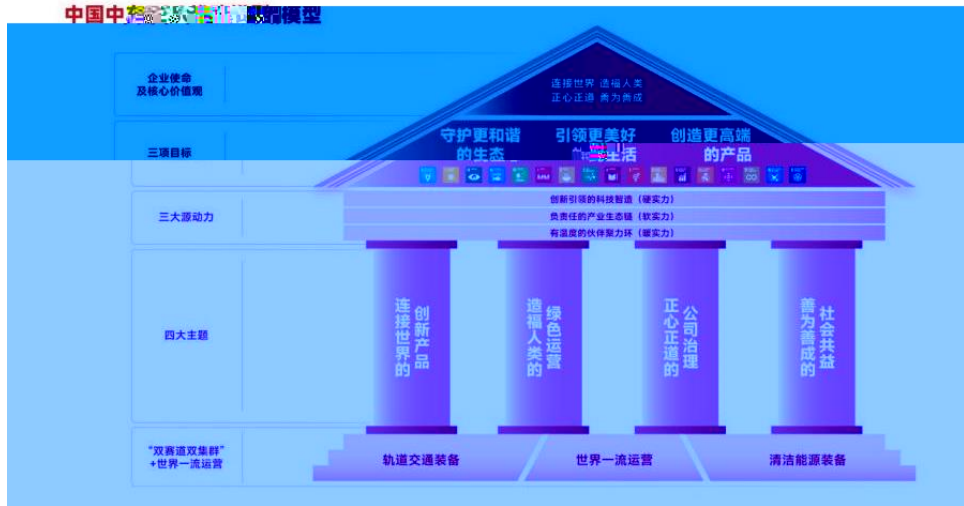 中国中
模型
企业使命
及核心价值观
连接世界 造福人类
正心正道 善为善成
三项目标
守护更和谐
的生态
引领更美好
生活
创造更高端
的产品
三大源动力
创新引领的科技智造（硬实力）
负责任的产业生态链（软实力）
有温度的伙伴聚力环（暖实力）
四大主题
连接世界的
创新产品
造福人类的
绿色运营
正心正道的
公司治理
善为善成的
社会共益
“双赛道双集群”
+世界一流运营
轨道交通装备
世界一流运营
清洁能源装备